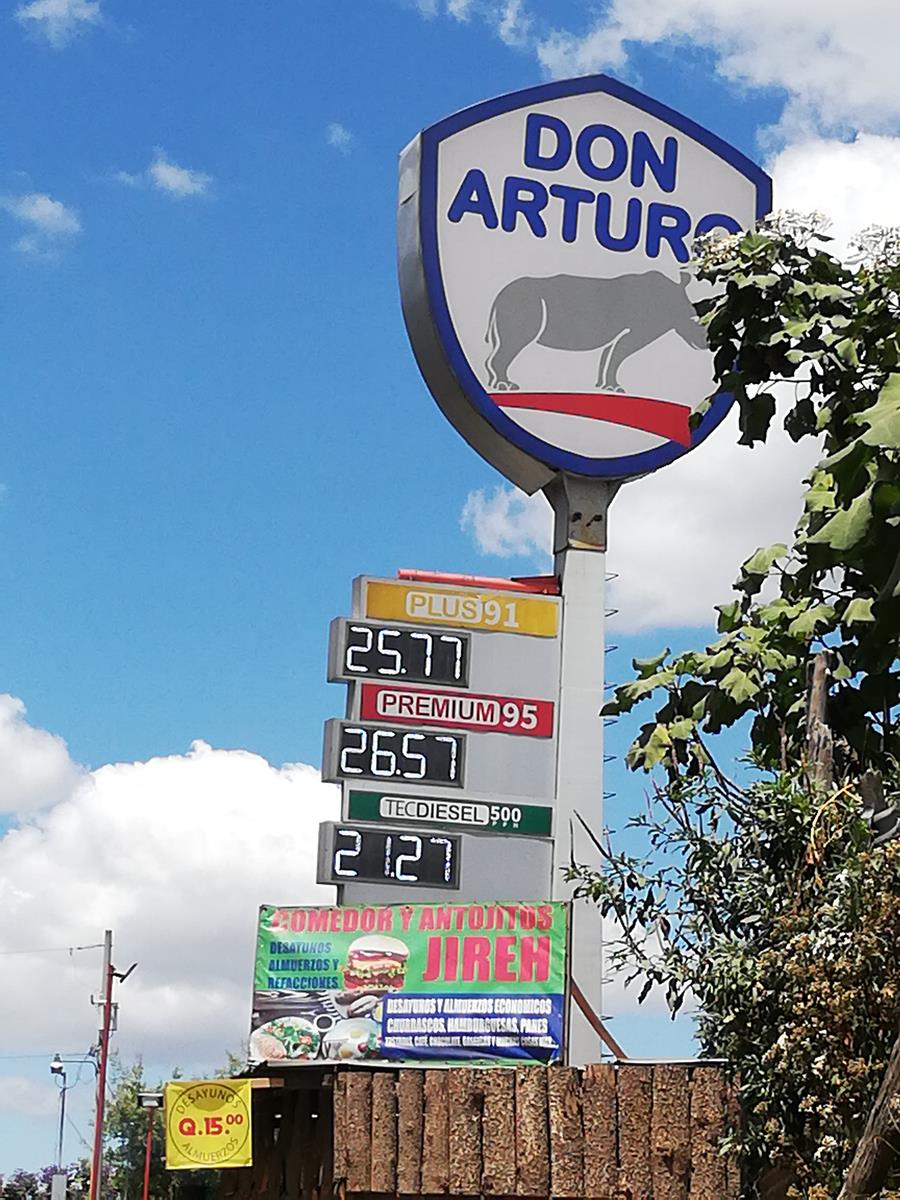 DON
ARTURO
PLUS 91
25.77
PREMIUM 95
26.57
TECDIESEL 500
PPM
21.27
COMEDOR Y ANTOJITOS
JIREH
DESAYUNOS
ALMUERZOS Y
REFACCIONES
DESAYUNOS Y ALMUERZOS ECONOMICOS
CHURRASCOS, HAMBURGUESAS, PANES
DESAYUNOS
Q.15.00
ALMUERZOS